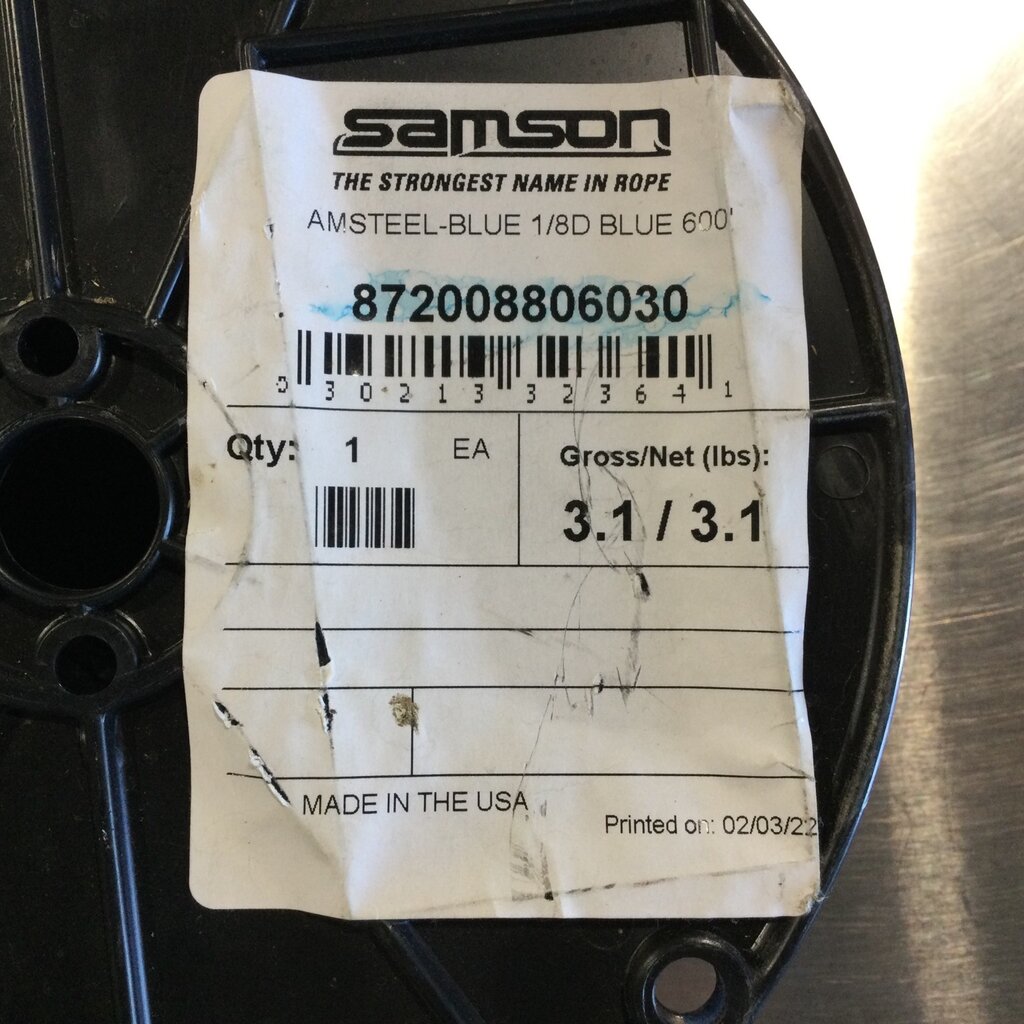 samson
THE STRONGEST NAME IN ROPE
AMSTEEL-BLUE 1/8D BLUE 600'
872008806030
0 30213 32364 1
Qty: 1 EA
Gross/Net (lbs):
3.1 / 3.1
MADE IN THE USA
Printed on: 02/03/22